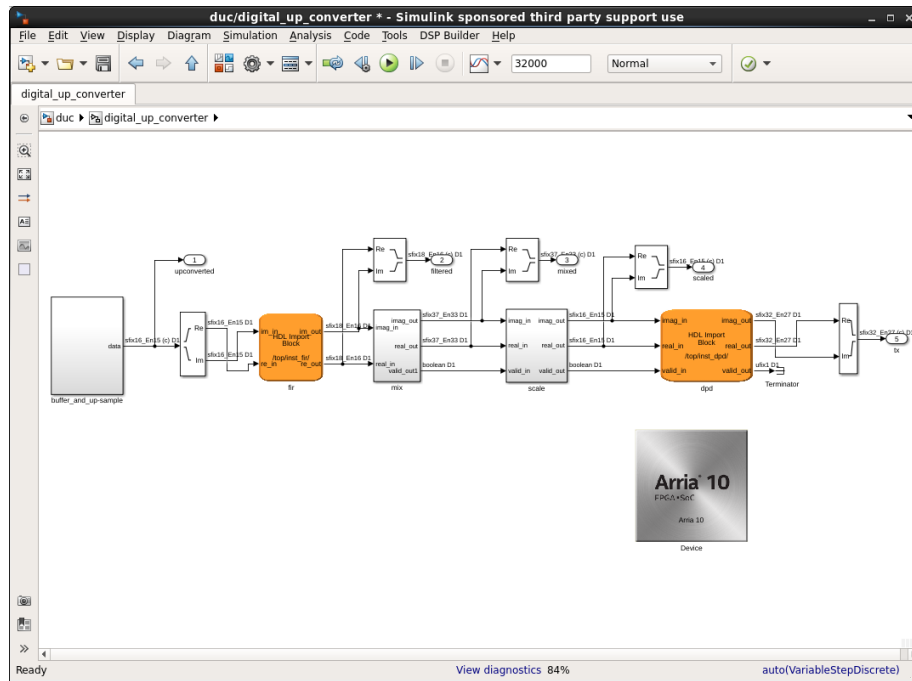 duc/digital_up_converter * - Simulink sponsored third party support use
File Edit View Display Diagram Simulation Analysis Code Tools DSP Builder Help
32000 Normal
digital_up_converter
duc digital_up_converter
Re
Im
sfix18_En16 (c) D1
2
filtered
Re
Im
3
mixed
Re
Im
sfix16_En15 (c) D1
4
scaled
1
upconverted
data
buffer_and_up-sample
sfix16_En15 (c) D1
Re
Im
sfix16_En15 D1
sfix16_En15 D1
im_in im_out
HDL Import
Block
/top/inst_fir/
re_in re_out
fir
sfix18_En16 D1
sfix18_En16 D1
imag_out
imag_in
real_out
real_in
valid_out1
mix
sfix37_En33 D1
sfix37_En33 D1
boolean D1
imag_in imag_out
real_in real_out
valid_in valid_out
scale
sfix16_En15 D1
sfix16_En15 D1
boolean D1
imag_in imag_out
HDL Import
real_in Block real_out
/top/inst_dpd/
valid_in valid_out
dpd
sfix32_En27 D1
sfix32_En27 D1
ufix1 D1
Terminator
Re
Im
sfix32_En27 (c) D1
5
tx
Arria 10
FPGA•SoC
Arria 10
Device
Ready View diagnostics 84% auto(VariableStepDiscrete)